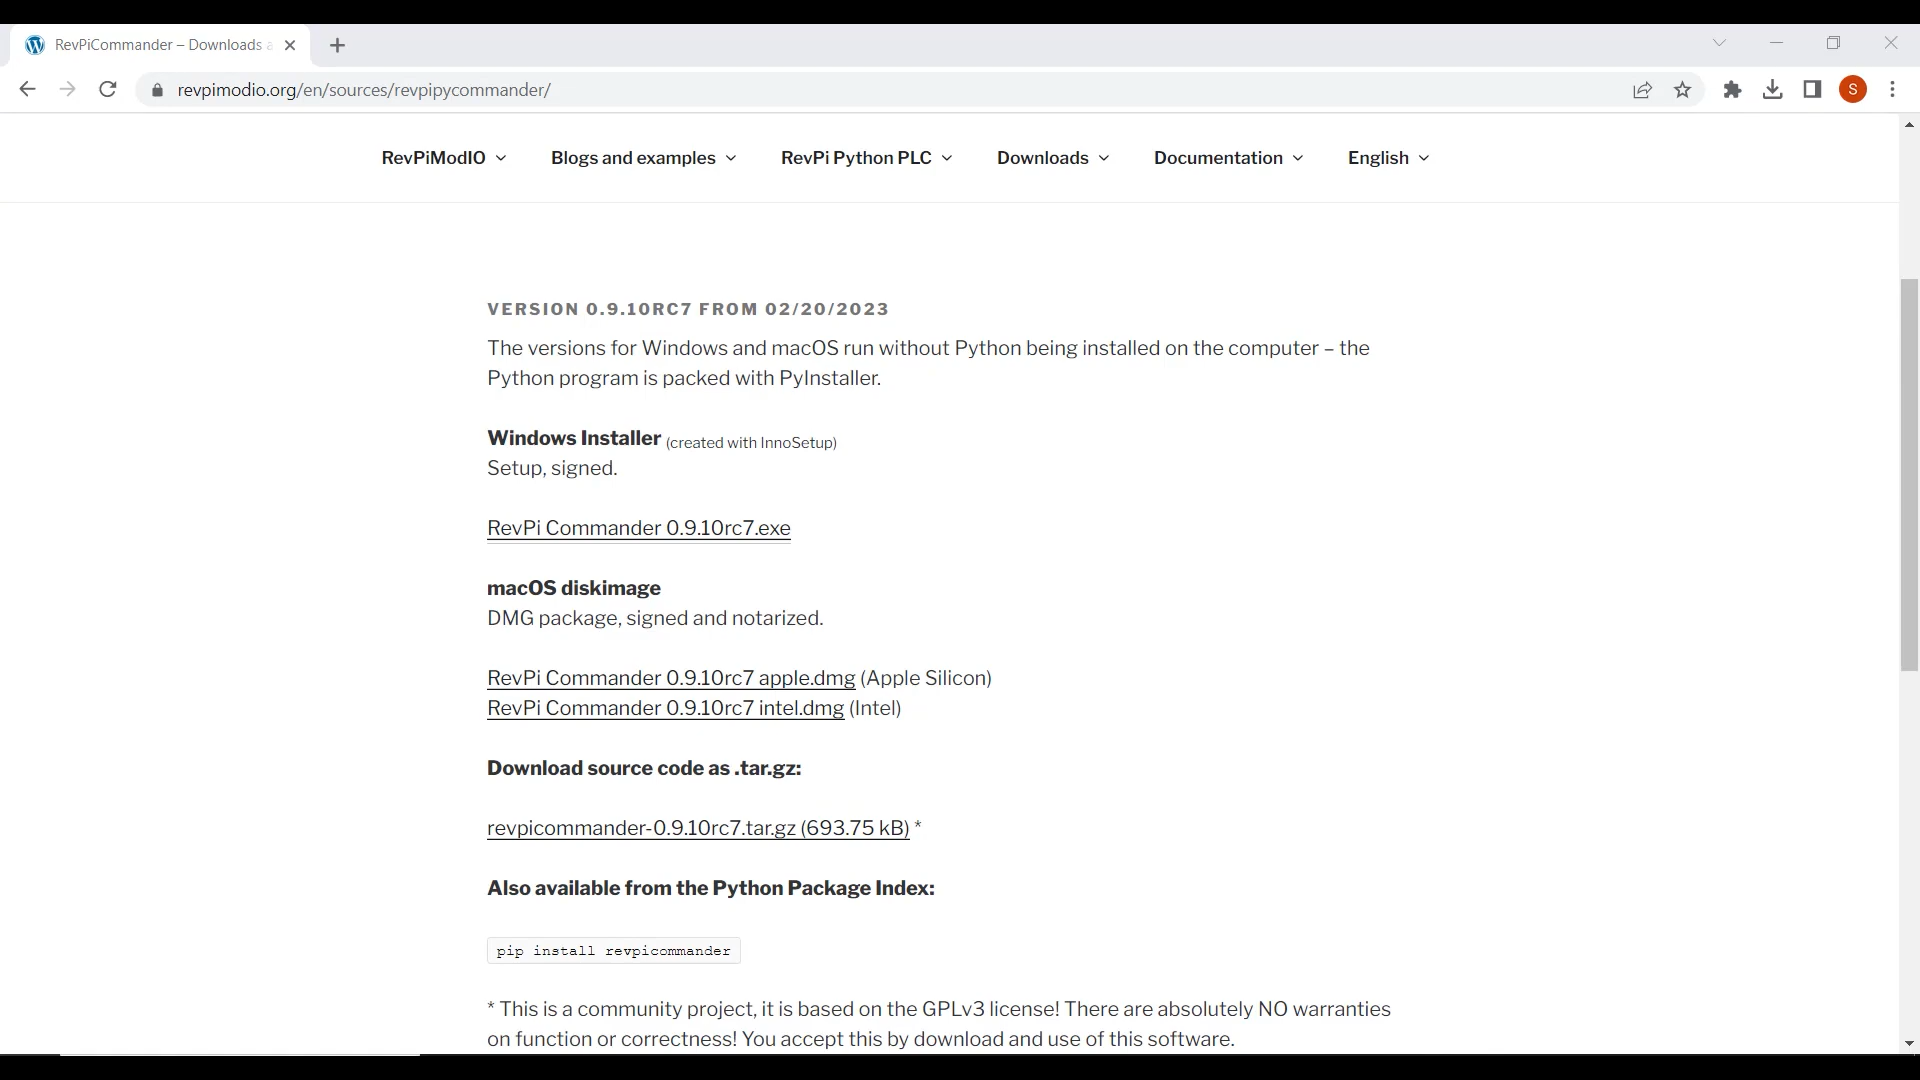 RevPiCommander – Downloads a
revpimodio.org/en/sources/revpipycommander/
S
RevPiModIO
Blogs and examples
RevPi Python PLC
Downloads
Documentation
English
VERSION 0.9.10RC7 FROM 02/20/2023
The versions for Windows and macOS run without Python being installed on the computer – the
Python program is packed with PyInstaller.
Windows Installer (created with InnoSetup)
Setup, signed.
RevPi Commander 0.9.10rc7.exe
macOS diskimage
DMG package, signed and notarized.
RevPi Commander 0.9.10rc7 apple.dmg (Apple Silicon)
RevPi Commander 0.9.10rc7 intel.dmg (Intel)
Download source code as .tar.gz:
revpicommander-0.9.10rc7.tar.gz (693.75 kB) *
Also available from the Python Package Index:
pip install revpicommander
* This is a community project, it is based on the GPLv3 license! There are absolutely NO warranties
on function or correctness! You accept this by download and use of this software.